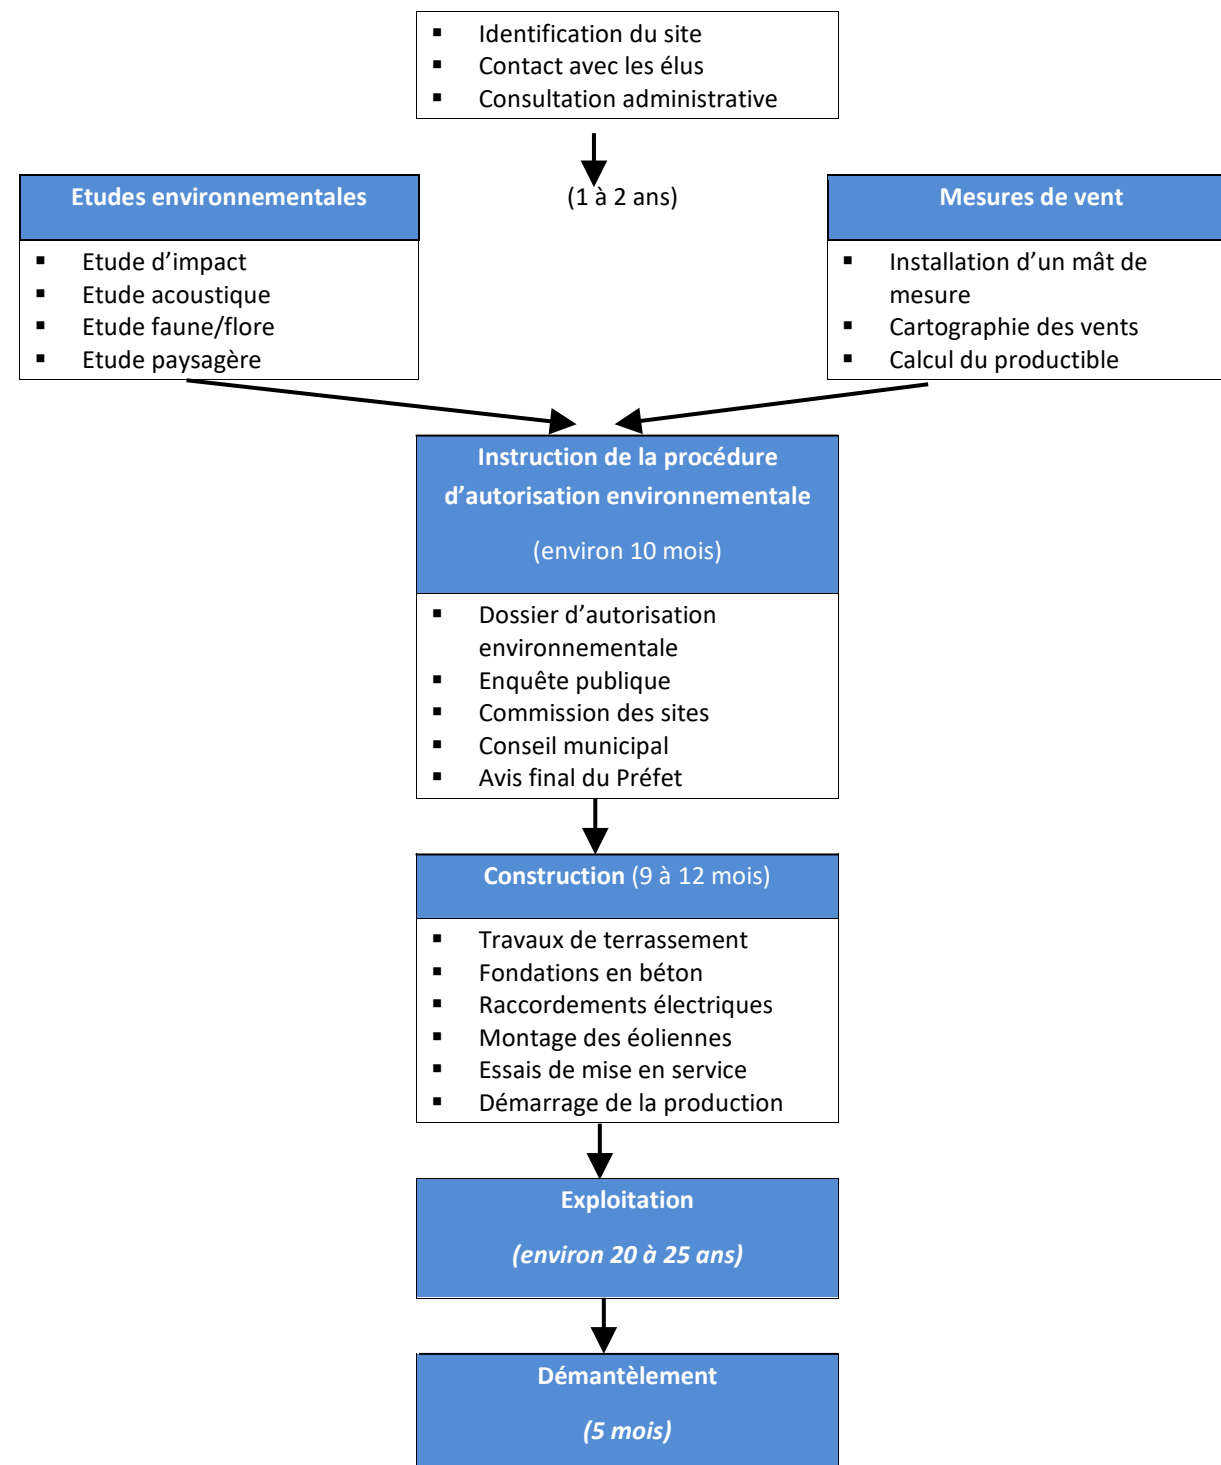 ▪ Identification du site
▪ Contact avec les élus
▪ Consultation administrative
(1 à 2 ans)
Etudes environnementales
▪ Etude d’impact
▪ Etude acoustique
▪ Etude faune/flore
▪ Etude paysagère
Mesures de vent
▪ Installation d’un mât de
mesure
▪ Cartographie des vents
▪ Calcul du productible
Instruction de la procédure
d’autorisation environnementale
(environ 10 mois)
▪ Dossier d’autorisation
environnementale
▪ Enquête publique
▪ Commission des sites
▪ Conseil municipal
▪ Avis final du Préfet
Construction (9 à 12 mois)
▪ Travaux de terrassement
▪ Fondations en béton
▪ Raccordements électriques
▪ Montage des éoliennes
▪ Essais de mise en service
▪ Démarrage de la production
Exploitation
(environ 20 à 25 ans)
Démantèlement
(5 mois)